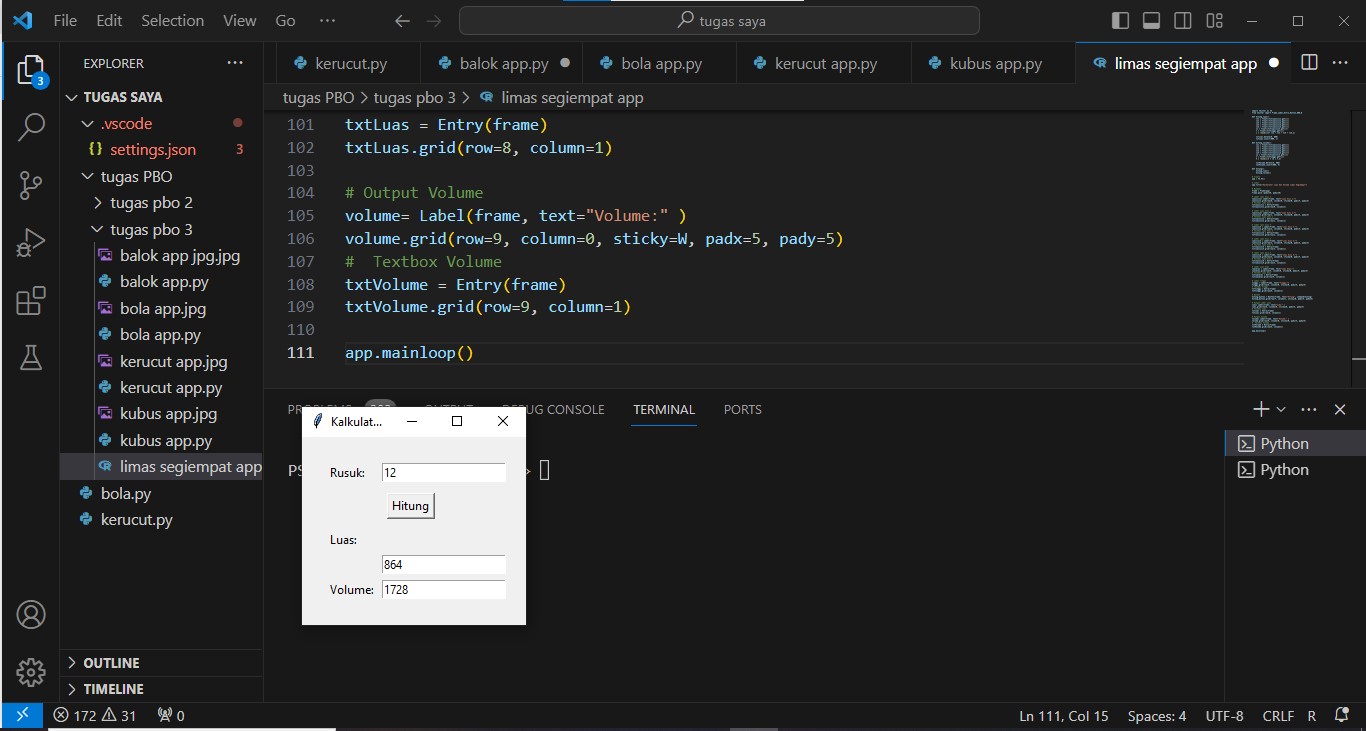 File Edit Selection View Go ··· tugas saya
EXPLORER ···
3
kerucut.py balok app.py bola app.py kerucut app.py kubus app.py limas segiempat app ···
tugas PBO > tugas pbo 3 > limas segiempat app
TUGAS SAYA
.vscode
{} settings.json 3
tugas PBO
tugas pbo 2
tugas pbo 3
balok app jpg.jpg
balok app.py
bola app.jpg
bola app.py
kerucut app.jpg
kerucut app.py
kubus app.jpg
kubus app.py
limas segiempat app
bola.py
kerucut.py
OUTLINE
TIMELINE
101 txtLuas = Entry(frame)
102 txtLuas.grid(row=8, column=1)
103
104 # Output Volume
105 volume= Label(frame, text="Volume:" )
106 volume.grid(row=9, column=0, sticky=W, padx=5, pady=5)
107 #  Textbox Volume
108 txtVolume = Entry(frame)
109 txtVolume.grid(row=9, column=1)
110
111 app.mainloop()
DEBUG CONSOLE TERMINAL PORTS ···
Python
Python
Kalkulat...
Rusuk: 12
Hitung
Luas:
864
Volume: 1728
172 31 0 Ln 111, Col 15 Spaces: 4 UTF-8 CRLF R